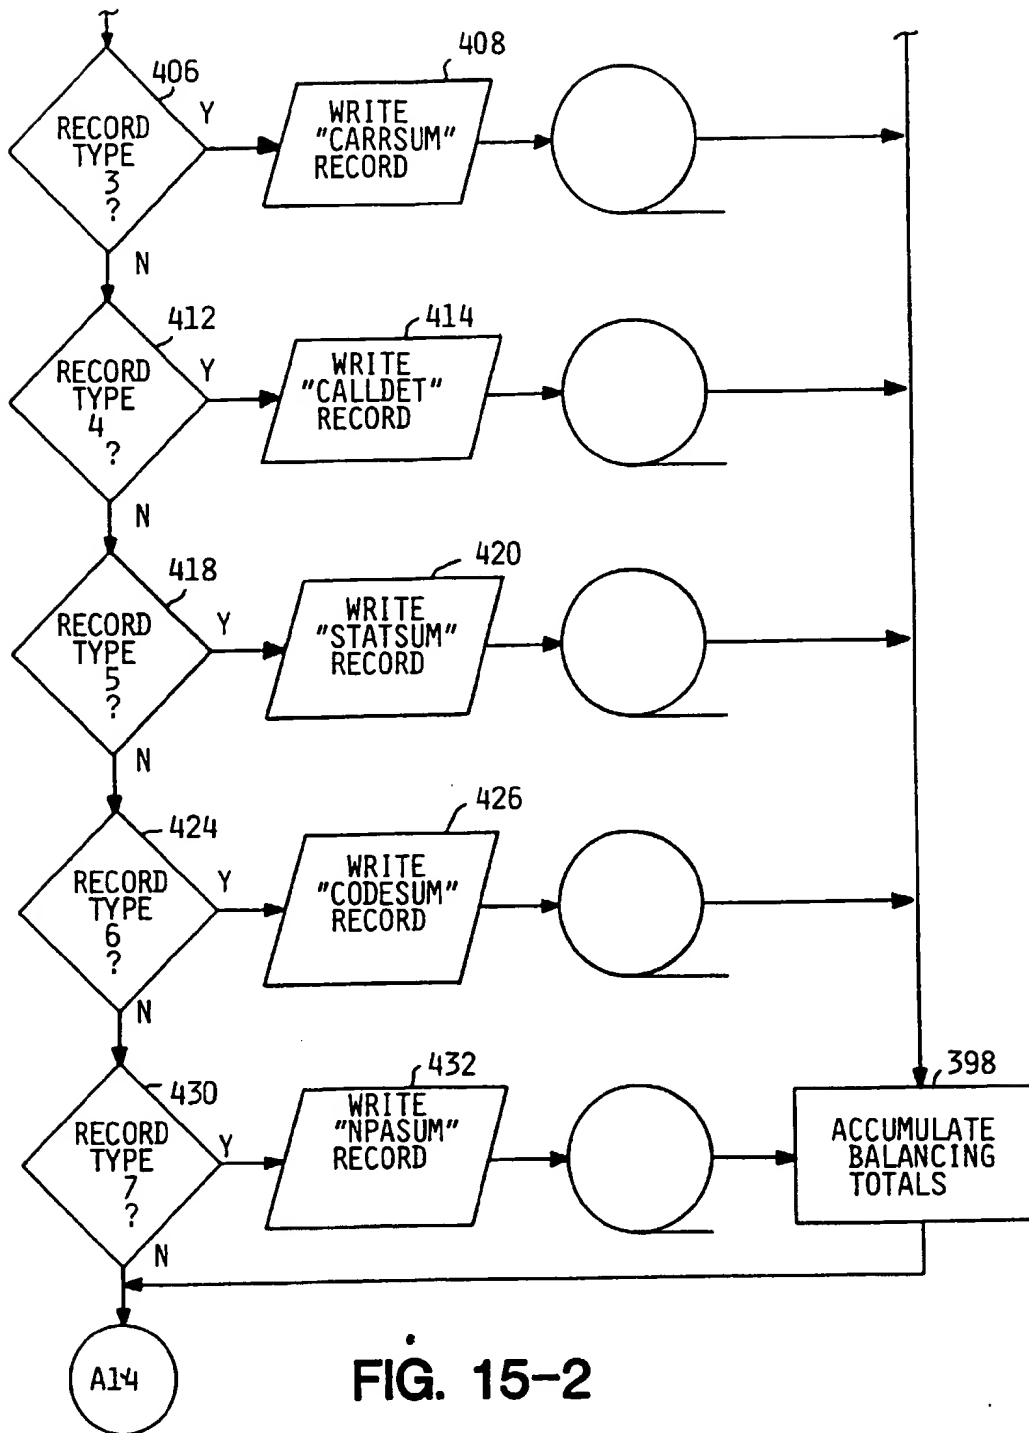 406
RECORD
TYPE
3
?
Y
408
WRITE
"CARRSUM"
RECORD
N
412
RECORD
TYPE
4
?
Y
414
WRITE
"CALLDET"
RECORD
N
418
RECORD
TYPE
5
?
Y
420
WRITE
"STATSUM"
RECORD
N
424
RECORD
TYPE
6
?
Y
426
WRITE
"CODESUM"
RECORD
N
430
RECORD
TYPE
7
?
Y
432
WRITE
"NPASUM"
RECORD
398
ACCUMULATE
BALANCING
TOTALS
N
A14
FIG. 15-2